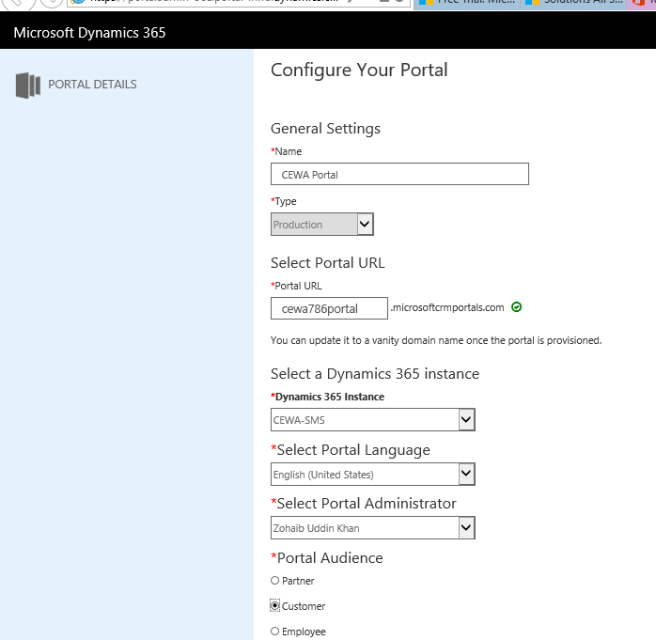 Microsoft Dynamics 365
PORTAL DETAILS
Configure Your Portal
General Settings
*Name
CEWA Portal
*Type
Production
Select Portal URL
*Portal URL
cewa786portal .microsoftcrmportals.com
You can update it to a vanity domain name once the portal is provisioned.
Select a Dynamics 365 instance
*Dynamics 365 Instance
CEWA-SMS
*Select Portal Language
English (United States)
*Select Portal Administrator
Zohaib Uddin Khan
*Portal Audience
Partner
Customer
Employee